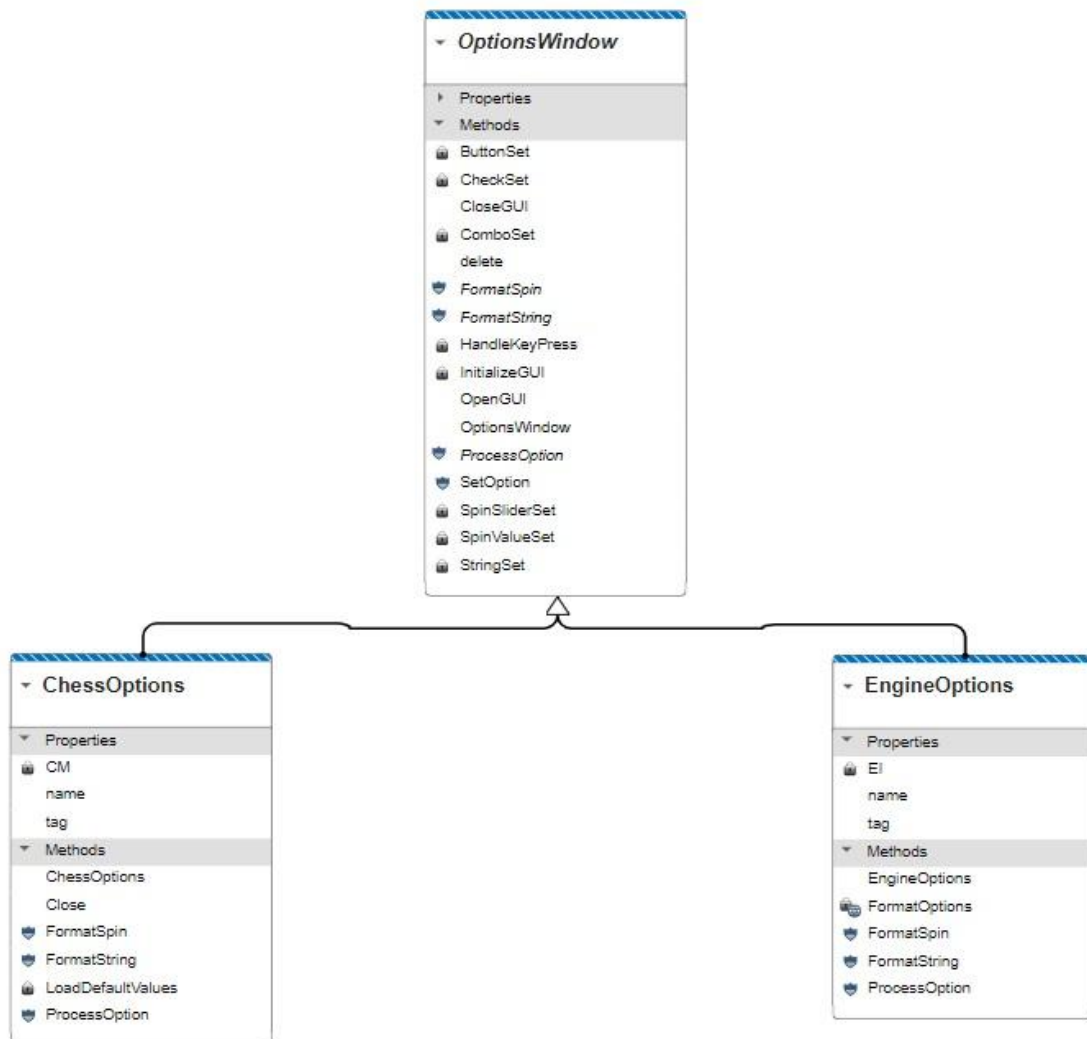 OptionsWindow
Properties
Methods
ButtonSet
CheckSet
CloseGUI
ComboSet
delete
FormatSpin
FormatString
HandleKeyPress
InitializeGUI
OpenGUI
OptionsWindow
ProcessOption
SetOption
SpinSliderSet
SpinValueSet
StringSet
ChessOptions
Properties
CM
name
tag
Methods
ChessOptions
Close
FormatSpin
FormatString
LoadDefaultValues
ProcessOption
EngineOptions
Properties
EI
name
tag
Methods
EngineOptions
FormatOptions
FormatSpin
FormatString
ProcessOption